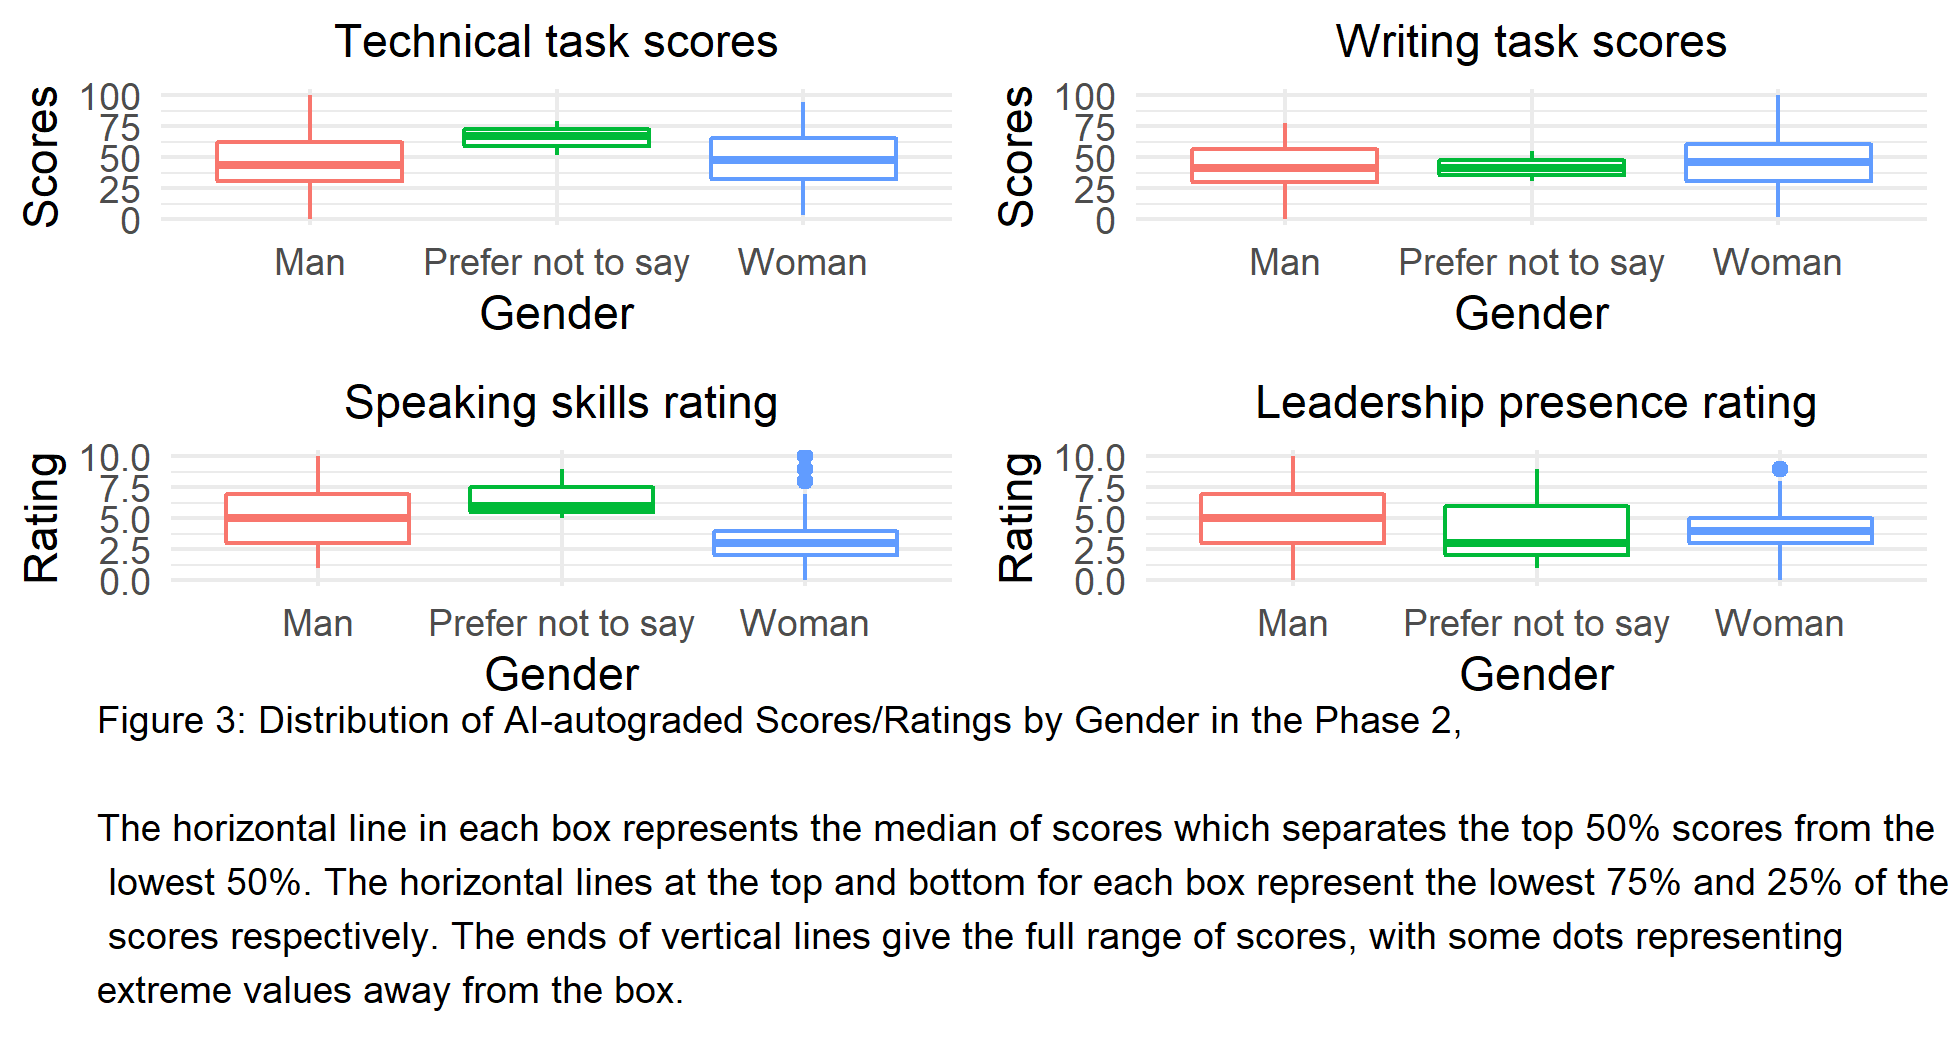 Technical task scores
Scores
100
75
50
25
0
Man
Prefer not to say
Woman
Gender
Writing task scores
Scores
100
75
50
25
0
Man
Prefer not to say
Woman
Gender
Speaking skills rating
Rating
10.0
7.5
5.0
2.5
0.0
Man
Prefer not to say
Woman
Gender
Leadership presence rating
Rating
10.0
7.5
5.0
2.5
0.0
Man
Prefer not to say
Woman
Gender
Figure 3: Distribution of AI-autograded Scores/Ratings by Gender in the Phase 2,
The horizontal line in each box represents the median of scores which separates the top 50% scores from the
lowest 50%. The horizontal lines at the top and bottom for each box represent the lowest 75% and 25% of the
scores respectively. The ends of vertical lines give the full range of scores, with some dots representing
extreme values away from the box.